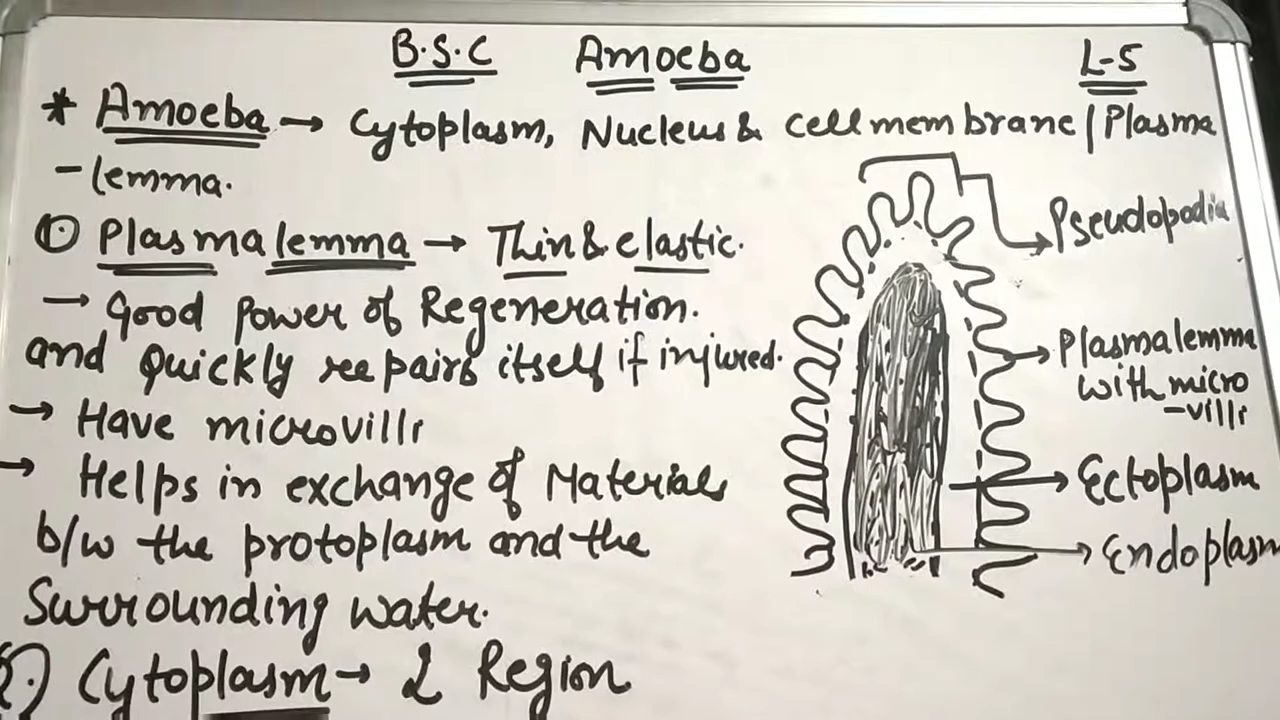 B.S.C Amoeba L-5
* Amoeba → Cytoplasm, Nucleus & cell membrane / Plasma
- lemma.
① Plasmalemma → Thin & elastic.
→ Good Power of Regeneration.
and quickly reepairs itself if injured.
→ Have microvilli
→ Helps in exchange of Materials
b/w the protoplasm and the
Surrounding water.
2.) Cytoplasm → 2 Region
Pseudopodia
Plasmalemma
with micro
-villi
Ectoplasm
Endoplasm